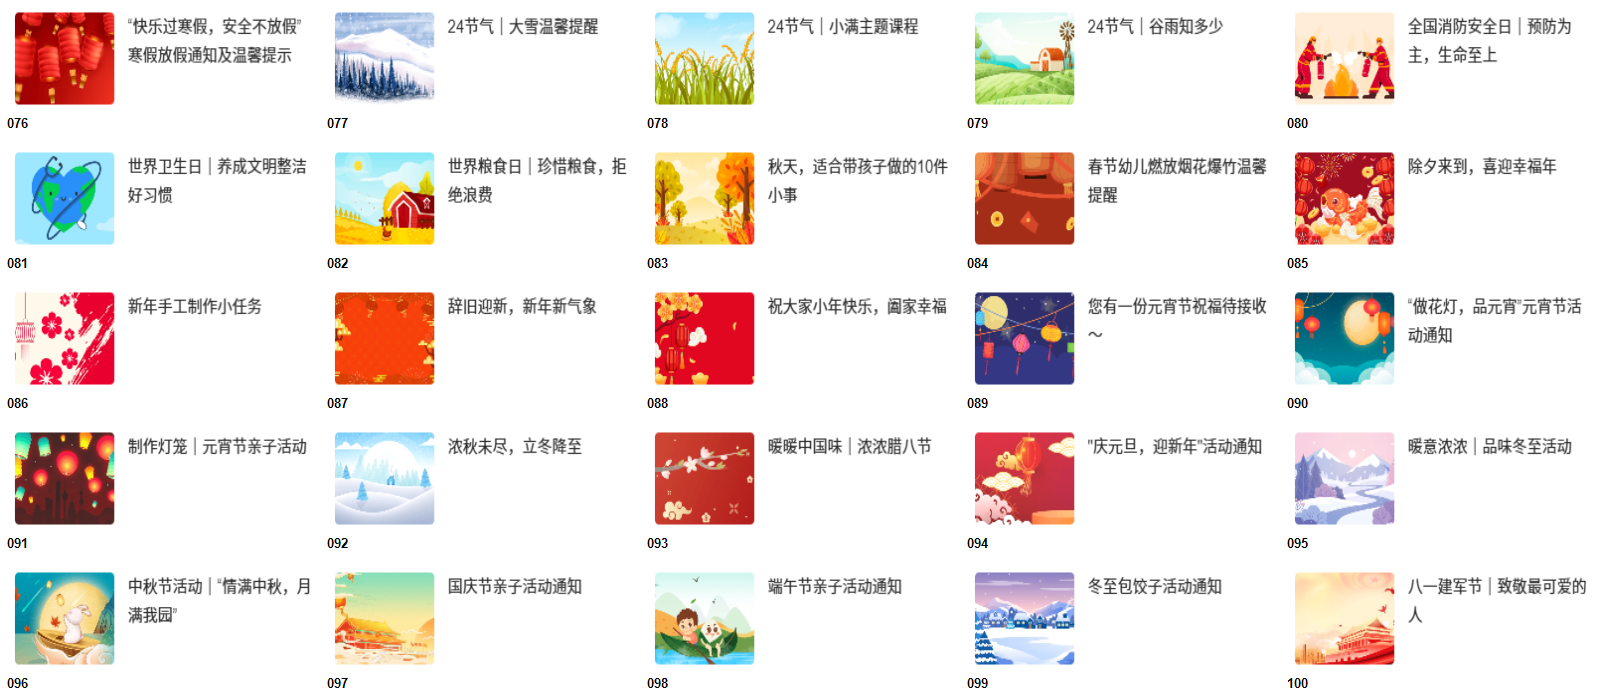 “快乐过寒假，安全不放假”
寒假放假通知及温馨提示
076
24节气｜大雪温馨提醒
077
24节气｜小满主题课程
078
24节气｜谷雨知多少
079
全国消防安全日｜预防为
主，生命至上
080
世界卫生日｜养成文明整洁
好习惯
081
世界粮食日｜珍惜粮食，拒
绝浪费
082
秋天，适合带孩子做的10件
小事
083
春节幼儿燃放烟花爆竹温馨
提醒
084
除夕来到，喜迎幸福年
085
新年手工制作小任务
086
辞旧迎新，新年新气象
087
祝大家小年快乐，阖家幸福
088
您有一份元宵节祝福待接收
～
089
“做花灯，品元宵”元宵节活
动通知
090
制作灯笼｜元宵节亲子活动
091
浓秋未尽，立冬降至
092
暖暖中国味｜浓浓腊八节
093
"庆元旦，迎新年"活动通知
094
暖意浓浓｜品味冬至活动
095
中秋节活动｜“情满中秋，月
满我园”
096
国庆节亲子活动通知
097
端午节亲子活动通知
098
冬至包饺子活动通知
099
八一建军节｜致敬最可爱的
人
100